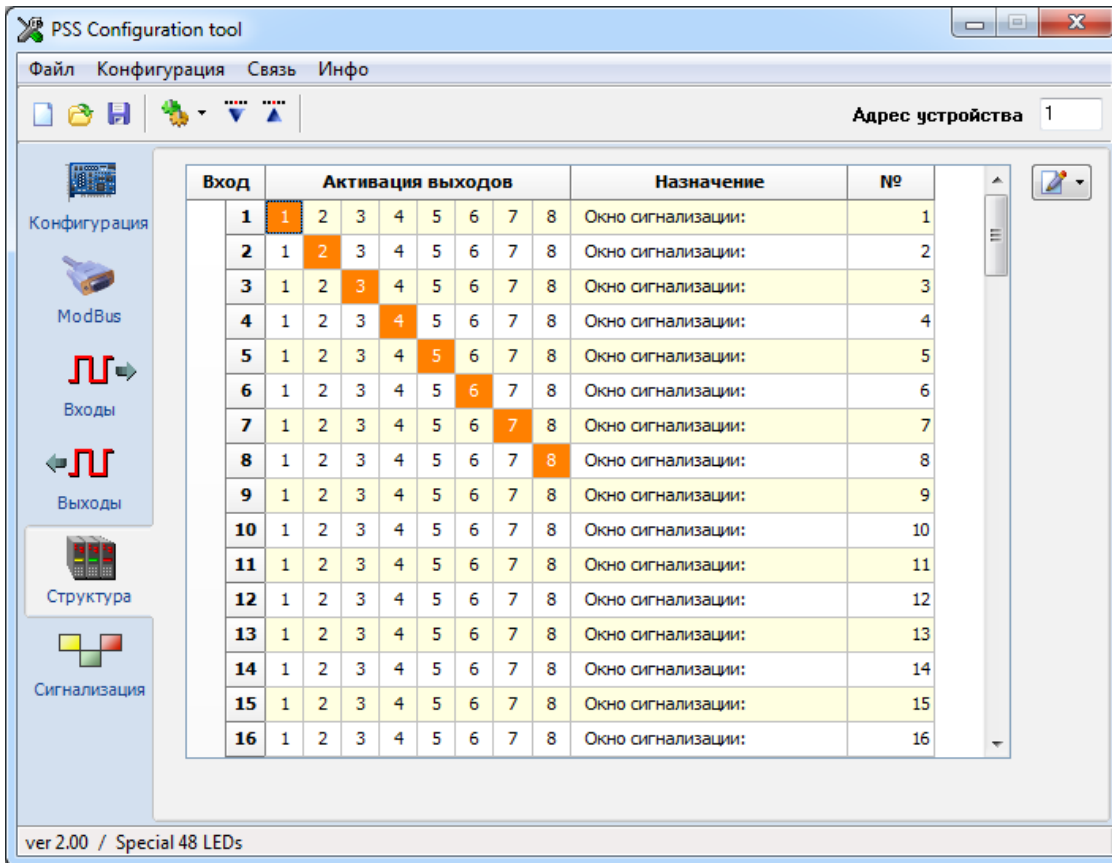 PSS Configuration tool
Файл Конфигурация Связь Инфо
Адрес устройства 1
Конфигурация
ModBus
Входы
Выходы
Структура
Сигнализация
Вход Активация выходов Назначение №
1 1 2 3 4 5 6 7 8 Окно сигнализации: 1
2 1 2 3 4 5 6 7 8 Окно сигнализации: 2
3 1 2 3 4 5 6 7 8 Окно сигнализации: 3
4 1 2 3 4 5 6 7 8 Окно сигнализации: 4
5 1 2 3 4 5 6 7 8 Окно сигнализации: 5
6 1 2 3 4 5 6 7 8 Окно сигнализации: 6
7 1 2 3 4 5 6 7 8 Окно сигнализации: 7
8 1 2 3 4 5 6 7 8 Окно сигнализации: 8
9 1 2 3 4 5 6 7 8 Окно сигнализации: 9
10 1 2 3 4 5 6 7 8 Окно сигнализации: 10
11 1 2 3 4 5 6 7 8 Окно сигнализации: 11
12 1 2 3 4 5 6 7 8 Окно сигнализации: 12
13 1 2 3 4 5 6 7 8 Окно сигнализации: 13
14 1 2 3 4 5 6 7 8 Окно сигнализации: 14
15 1 2 3 4 5 6 7 8 Окно сигнализации: 15
16 1 2 3 4 5 6 7 8 Окно сигнализации: 16
ver 2.00 / Special 48 LEDs